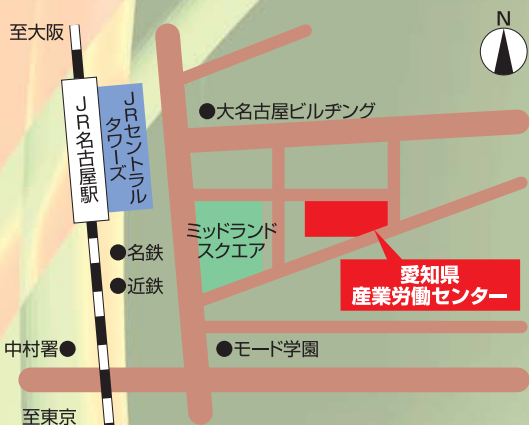 至大阪
N
JR名古屋駅
JRセントラル
タワーズ
●大名古屋ビルヂング
ミッドランド
スクエア
●名鉄
●近鉄
愛知県
産業労働センター
中村署●
●モード学園
至東京